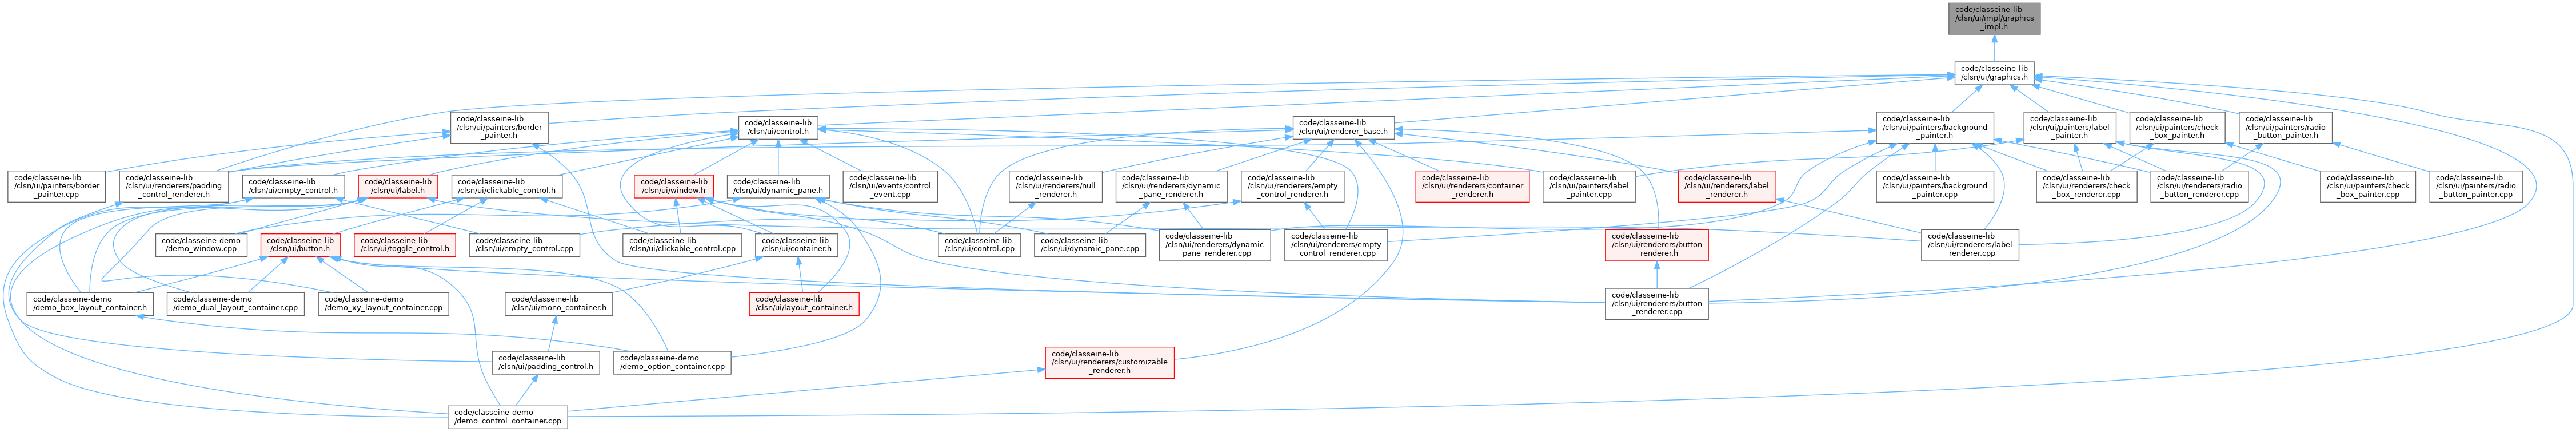 code/classeine-lib
/clsn/ui/impl/graphics
_impl.h
code/classeine-lib
/clsn/ui/graphics.h
code/classeine-lib
/clsn/ui/painters/border
_painter.h
code/classeine-lib
/clsn/ui/control.h
code/classeine-lib
/clsn/ui/renderer_base.h
code/classeine-lib
/clsn/ui/painters/background
_painter.h
code/classeine-lib
/clsn/ui/painters/label
_painter.h
code/classeine-lib
/clsn/ui/painters/check
_box_painter.h
code/classeine-lib
/clsn/ui/painters/radio
_button_painter.h
code/classeine-lib
/clsn/ui/painters/border
_painter.cpp
code/classeine-lib
/clsn/ui/renderers/padding
_control_renderer.h
code/classeine-lib
/clsn/ui/empty_control.h
code/classeine-lib
/clsn/ui/label.h
code/classeine-lib
/clsn/ui/clickable_control.h
code/classeine-lib
/clsn/ui/window.h
code/classeine-lib
/clsn/ui/dynamic_pane.h
code/classeine-lib
/clsn/ui/events/control
_event.cpp
code/classeine-lib
/clsn/ui/renderers/null
_renderer.h
code/classeine-lib
/clsn/ui/renderers/dynamic
_pane_renderer.h
code/classeine-lib
/clsn/ui/renderers/empty
_control_renderer.h
code/classeine-lib
/clsn/ui/renderers/container
_renderer.h
code/classeine-lib
/clsn/ui/painters/label
_painter.cpp
code/classeine-lib
/clsn/ui/renderers/label
_renderer.h
code/classeine-lib
/clsn/ui/painters/background
_painter.cpp
code/classeine-lib
/clsn/ui/renderers/check
_box_renderer.cpp
code/classeine-lib
/clsn/ui/renderers/radio
_button_renderer.cpp
code/classeine-lib
/clsn/ui/painters/check
_box_painter.cpp
code/classeine-lib
/clsn/ui/painters/radio
_button_painter.cpp
code/classeine-demo
/demo_window.cpp
code/classeine-lib
/clsn/ui/button.h
code/classeine-lib
/clsn/ui/toggle_control.h
code/classeine-lib
/clsn/ui/empty_control.cpp
code/classeine-lib
/clsn/ui/clickable_control.cpp
code/classeine-lib
/clsn/ui/container.h
code/classeine-lib
/clsn/ui/control.cpp
code/classeine-lib
/clsn/ui/dynamic_pane.cpp
code/classeine-lib
/clsn/ui/renderers/dynamic
_pane_renderer.cpp
code/classeine-lib
/clsn/ui/renderers/empty
_control_renderer.cpp
code/classeine-lib
/clsn/ui/renderers/button
_renderer.h
code/classeine-lib
/clsn/ui/renderers/label
_renderer.cpp
code/classeine-demo
/demo_box_layout_container.h
code/classeine-demo
/demo_dual_layout_container.cpp
code/classeine-demo
/demo_xy_layout_container.cpp
code/classeine-lib
/clsn/ui/mono_container.h
code/classeine-lib
/clsn/ui/layout_container.h
code/classeine-lib
/clsn/ui/renderers/button
_renderer.cpp
code/classeine-lib
/clsn/ui/padding_control.h
code/classeine-demo
/demo_option_container.cpp
code/classeine-lib
/clsn/ui/renderers/customizable
_renderer.h
code/classeine-demo
/demo_control_container.cpp